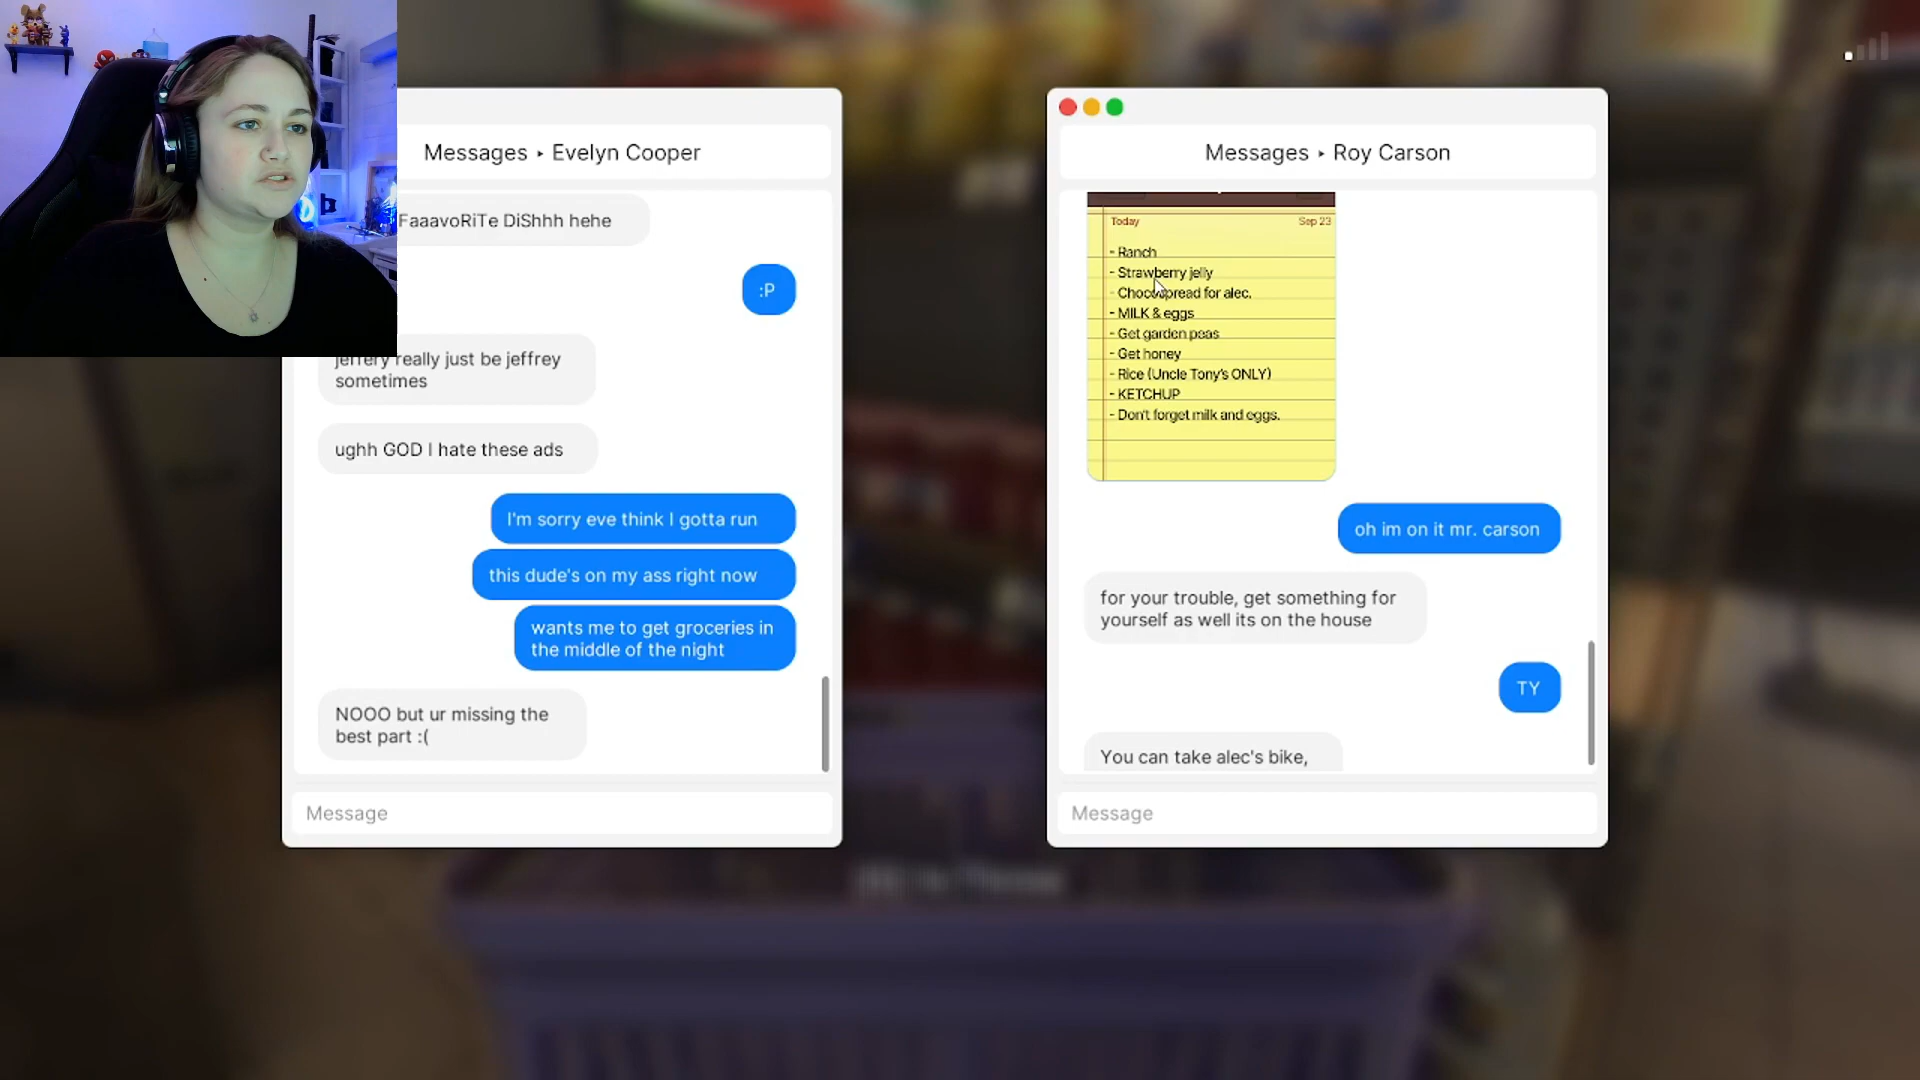 Messages ▸ Evelyn Cooper
FaaavoRiTe DiShhh hehe
:P
jeffery really just be jeffrey
sometimes
ughh GOD I hate these ads
I'm sorry eve think I gotta run
this dude's on my ass right now
wants me to get groceries in
the middle of the night
NOOO but ur missing the
best part :(
Message
Messages ▸ Roy Carson
Today Sep 23
- Ranch
- Strawberry jelly
- Choco spread for alec.
- MILK & eggs
- Get garden peas
- Get honey
- Rice (Uncle Tony's ONLY)
- KETCHUP
- Don't forget milk and eggs.
oh im on it mr. carson
for your trouble, get something for
yourself as well its on the house
TY
You can take alec's bike,
Message